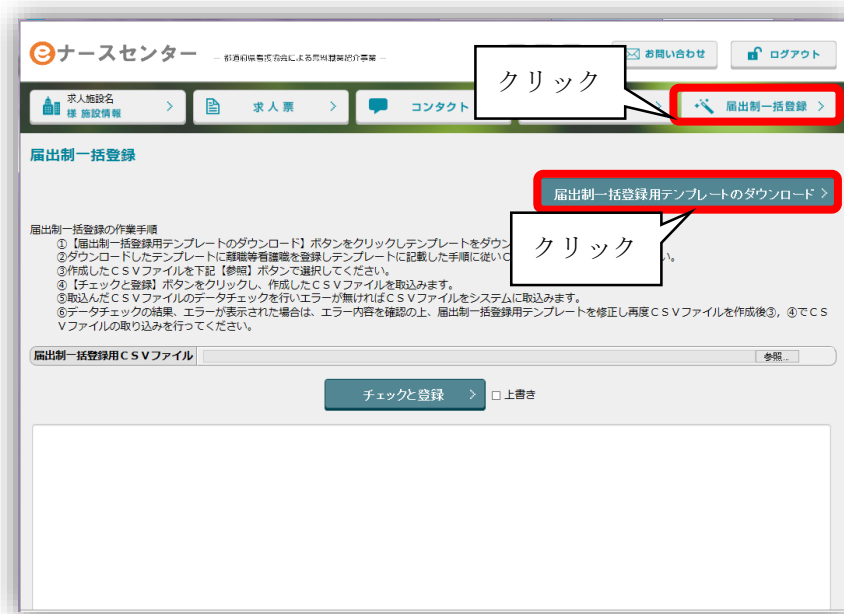 eナースセンター
― 都道府県看護協会による無料職業紹介事業 ―
お問い合わせ
ログアウト
クリック
求人施設名
様 施設情報
求人票
コンタクト
届出制一括登録
届出制一括登録
届出制一括登録用テンプレートのダウンロード
クリック
届出制一括登録の作業手順
①【届出制一括登録用テンプレートのダウンロード】ボタンをクリックしテンプレートをダウン
②ダウンロードしたテンプレートに離職等看護職を登録しテンプレートに記載した手順に従いC い。
③作成したCSVファイルを下記【参照】ボタンで選択してください。
④【チェックと登録】ボタンをクリックし、作成したCSVファイルを取込みます。
⑤取込んだCSVファイルのデータチェックを行いエラーが無ければCSVファイルをシステムに取込みます。
⑥データチェックの結果、エラーが表示された場合は、エラー内容を確認の上、届出制一括登録用テンプレートを修正し再度CSVファイルを作成後③，④でCS
Vファイルの取り込みを行ってください。
届出制一括登録用CSVファイル
参照...
チェックと登録
上書き